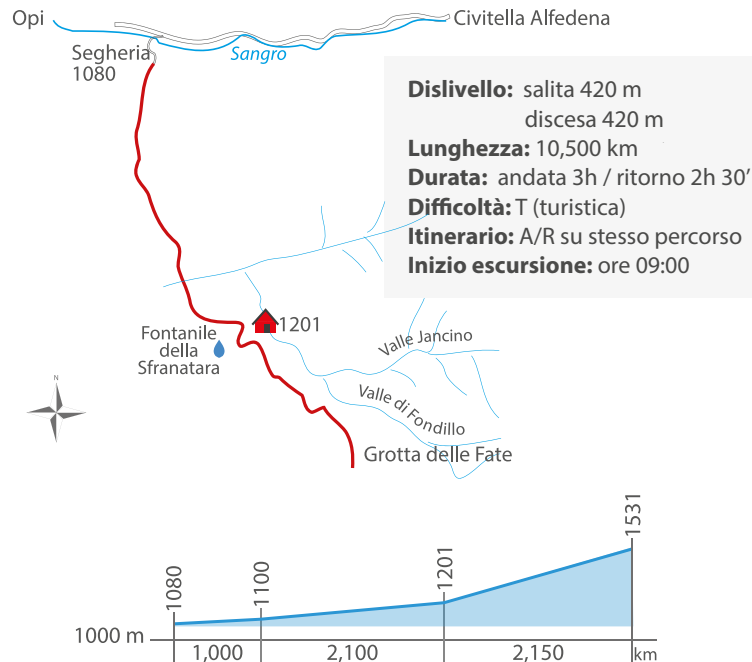 Opi
Civitella Alfedena
Segheria
1080
Sangro
Dislivello: salita 420 m
discesa 420 m
Lunghezza: 10,500 km
Durata: andata 3h / ritorno 2h 30’
Difficoltà: T (turistica)
Itinerario: A/R su stesso percorso
Inizio escursione: ore 09:00
1201
Fontanile
della
Sfranatara
Valle Jancino
Valle di Fondillo
N
Grotta delle Fate
1080
1100
1201
1531
1000 m
1,000
2,100
2,150
km